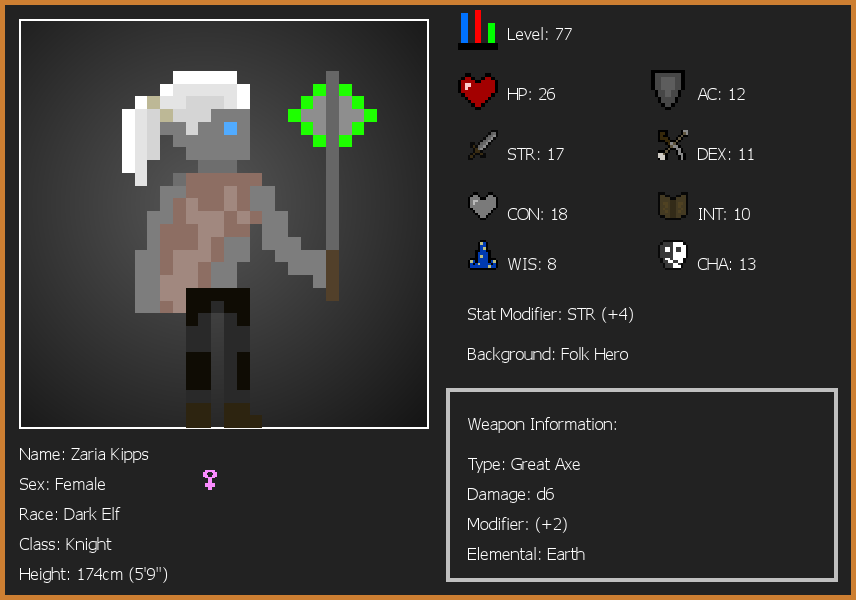 Level: 77
HP: 26
AC: 12
STR: 17
DEX: 11
CON: 18
INT: 10
WIS: 8
CHA: 13
Stat Modifier: STR (+4)
Background: Folk Hero
Weapon Information:
Type: Great Axe
Damage: d6
Modifier: (+2)
Elemental: Earth
Name: Zaria Kipps
Sex: Female
Race: Dark Elf
Class: Knight
Height: 174cm (5'9")